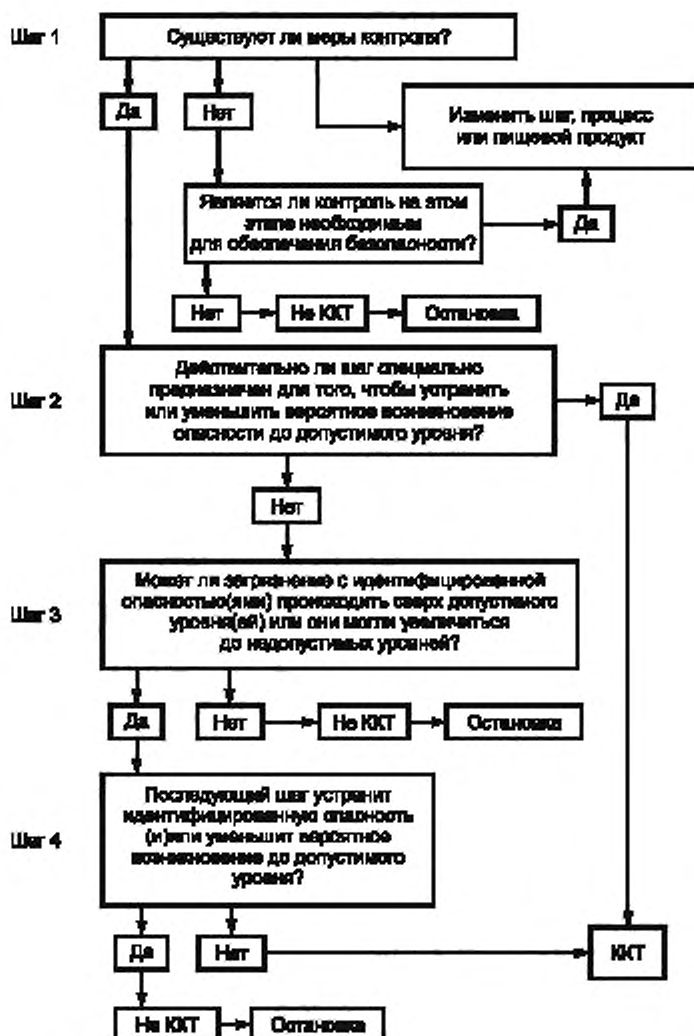 Шаг 1
Существуют ли меры контроля?
Да
Нет
Изменить шаг, процесс
или пищевой продукт
Является ли контроль на этом
этапе необходимым
для обеспечения безопасности?
Да
Нет
Не ККТ
Остановка
Шаг 2
Действительно ли шаг специально
предназначен для того, чтобы устранить
или уменьшить вероятное возникновение
опасности до допустимого уровня?
Да
Нет
Шаг 3
Может ли загрязнение с идентифицированной
опасностью(ями) происходить сверх допустимого
уровня(ей) или они могли увеличиться
до недопустимых уровней?
Да
Нет
Не ККТ
Остановка
Шаг 4
Последующей шаг устранит
идентифицированную опасность
(и)или уменьшит вероятное
возникновение до допустимого
уровня?
Да
Нет
ККТ
Не ККТ
Остановка